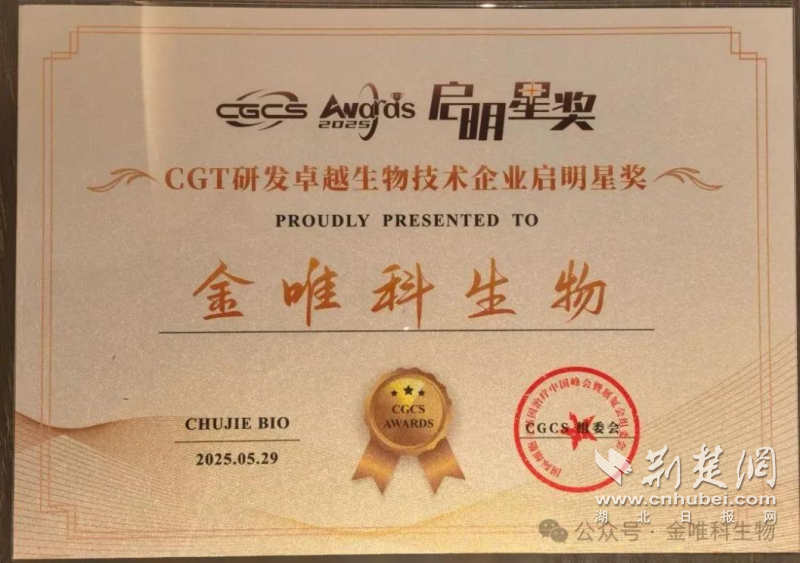 CGCS Awards 2025 启明星奖
CGT研发卓越生物技术企业启明星奖
PROUDLY PRESENTED TO
金唯科生物
CGCS
AWARDS
CHUJIE BIO
2025.05.29
CGCS 组委会
荆楚网
www.cnhubei.com
湖北日报网
公众号·金唯科生物